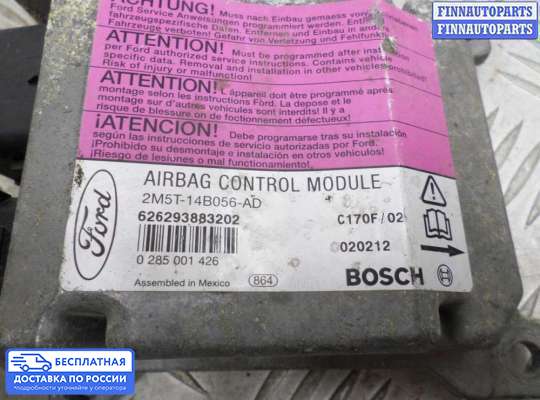 FINNAUTOPARTS
FINNAUTOPARTS
ACHTUNG! Muss nach Einbau gemaess
Ford Service Anweisungen programmiert werden. Enthält
fahrzeugspezifische Daten. Entfernen und Einbau in andere
Fahrzeuge verboten! Gefahr von Verletzung und Fehlfunktion!
ATTENTION! Must be programmed after installation
per Ford authorized service instructions. Contains vehicle
specific data. Removal and installation in other vehicles prohibited!
Risk of injury or malfunction!
ATTENTION! L'appareil doit être programmé après
montage selon les instructions Ford. La depose et le
montage sur d'autres vehicules sont interdits! Il y a
risque de blessure ou de foctionnement défectueux!
¡ATENCION! Debe programarse tras su instalación
según las instrucciones de servicio autorizadas por Ford.
¡Prohibido su desmontaje e instalación en otros vehículos!
¡Riesgo de lesiones o mal funcionamiento!
Ford
AIRBAG CONTROL MODULE
2M5T-14B056-AD
626293883202 C170F/02
020212
0 285 001 426
BOSCH
Assembled in Mexico 864
БЕСПЛАТНАЯ
ДОСТАВКА ПО РОССИИ
Подробные условия уточняйте у оператора